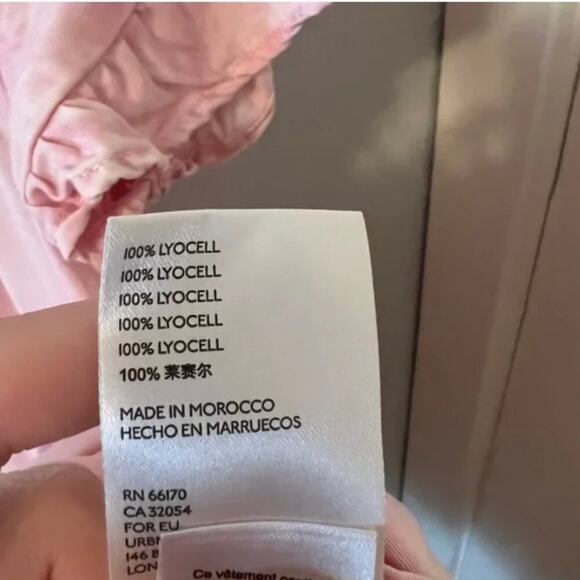 100% LYOCELL
100% LYOCELL
100% LYOCELL
100% LYOCELL
100% LYOCELL
100% 莱赛尔
MADE IN MOROCCO
HECHO EN MARRUECOS
RN 66170
CA 32054
FOR EU
146
Ce vêtement